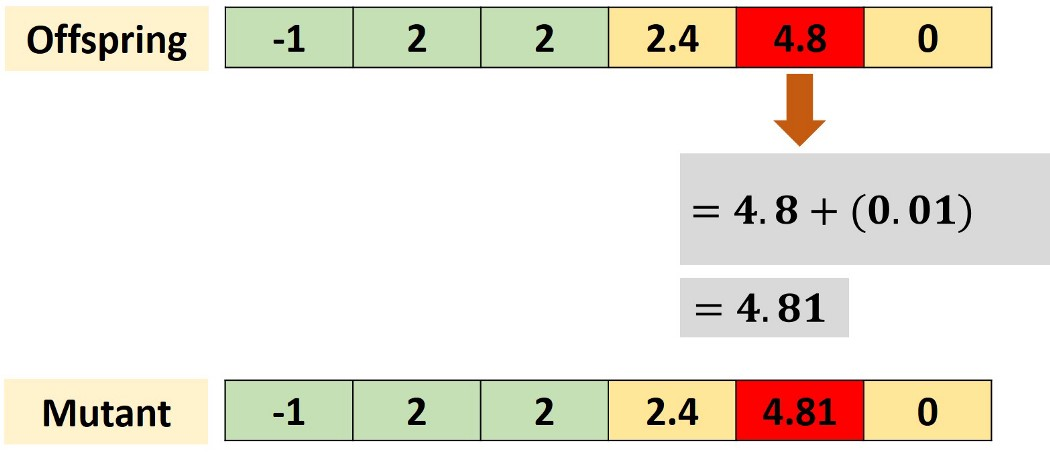 Offspring -1 2 2 2.4 4.8 0
= 4.8 + (0.01)
= 4.81
Mutant -1 2 2 2.4 4.81 0